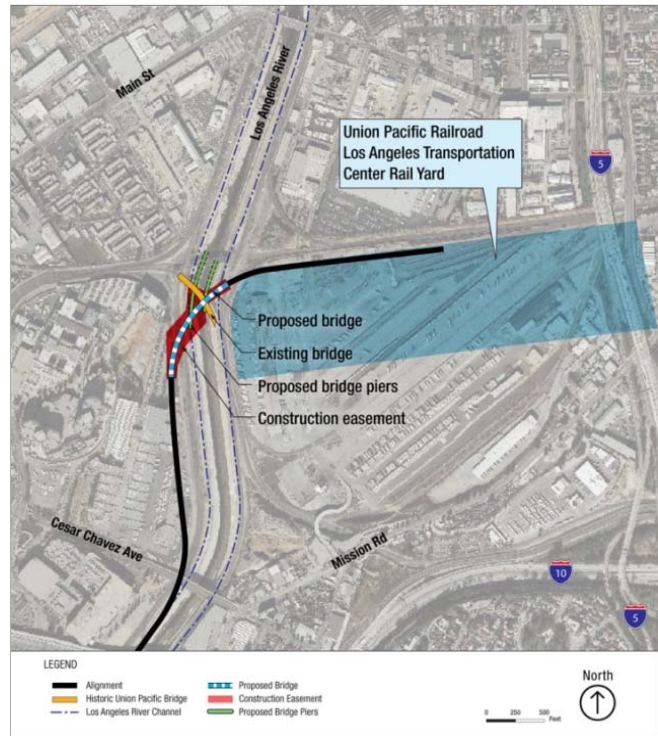 Main St
Los Angeles River
Union Pacific Railroad
Los Angeles Transportation
Center Rail Yard
5
Proposed bridge
Existing bridge
Proposed bridge piers
Construction easement
Cesar Chavez Ave
Mission Rd
10
5
LEGEND
Alignment
Historic Union Pacific Bridge
Los Angeles River Channel
Proposed Bridge
Construction Easement
Proposed Bridge Piers
0 250 500
Feet
North